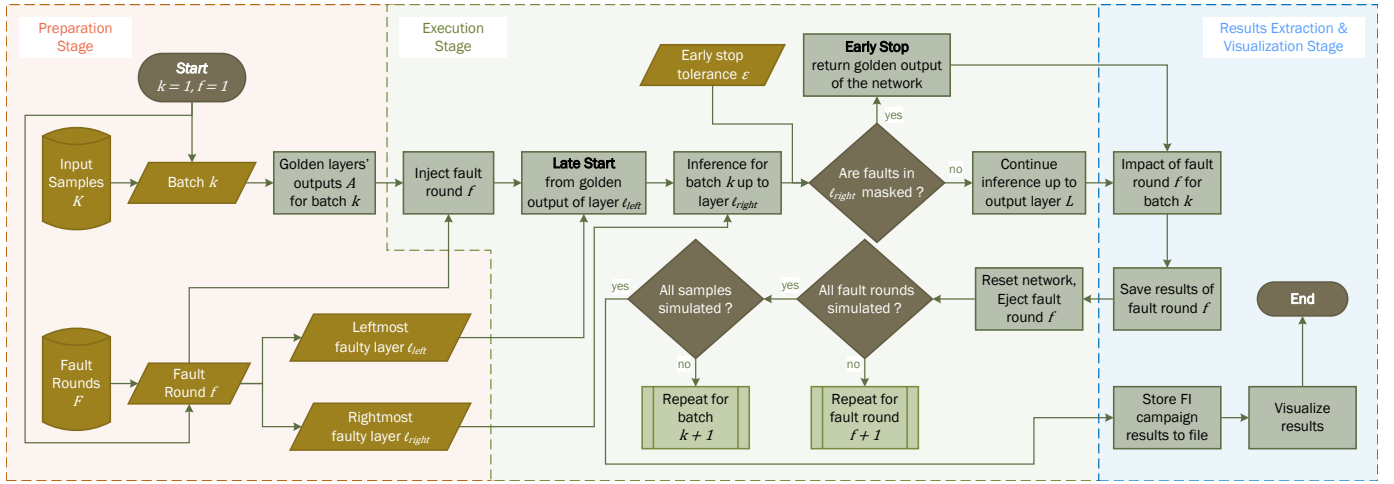 Preparation
Stage
Start
k = 1, f = 1
Input
Samples
K
Batch k
Golden layers'
outputs A
for batch k
Fault
Rounds
F
Fault
Round f
Leftmost
faulty layer ℓleft
Rightmost
faulty layer ℓright
Execution
Stage
Inject fault
round f
Late Start
from golden
output of layer ℓleft
Inference for
batch k up to
layer ℓright
Early stop
tolerance ε
Early Stop
return golden output
of the network
yes
Are faults in
ℓright masked ?
no
Continue
inference up to
output layer L
Reset network,
Eject fault
round f
All fault rounds
simulated ?
yes
no
Repeat for
fault round
f + 1
All samples
simulated ?
yes
no
Repeat for
batch
k + 1
Results Extraction &
Visualization Stage
Impact of fault
round f for
batch k
Save results of
fault round f
Store FI
campaign
results to file
Visualize
results
End